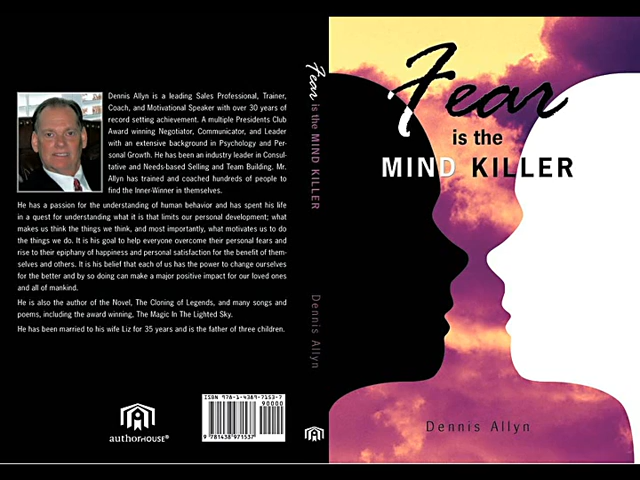 Dennis Allyn is a leading Sales Professional, Trainer,
Coach, and Motivational Speaker with over 30 years of
record setting achievement. A multiple Presidents Club
Award winning Negotiator, Communicator, and Leader
with an extensive background in Psychology and Per-
sonal Growth. He has been an industry leader in Consul-
tative and Needs-based Selling and Team Building. Mr.
Allyn has trained and coached hundreds of people to
find the Inner-Winner in themselves.
He has a passion for the understanding of human behavior and has spent his life
in a quest for understanding what it is that limits our personal development; what
makes us think the things we think, and most importantly, what motivates us to do
the things we do. It is his goal to help everyone overcome their personal fears and
rise to their epiphany of happiness and personal satisfaction for the benefit of them-
selves and others. It is his belief that each of us has the power to change ourselves
for the better and by so doing can make a major positive impact for our loved ones
and all of mankind.
He is also the author of the Novel, The Cloning of Legends, and many songs and
poems, including the award winning, The Magic In The Lighted Sky.
He has been married to his wife Liz for 35 years and is the father of three children.
authorHOUSE®
ISBN 978-1-4389-7153-7
90000
9 781438 971537
Fear is the MIND KILLER
Dennis Allyn
Fear
is the
MIND KILLER
Dennis Allyn